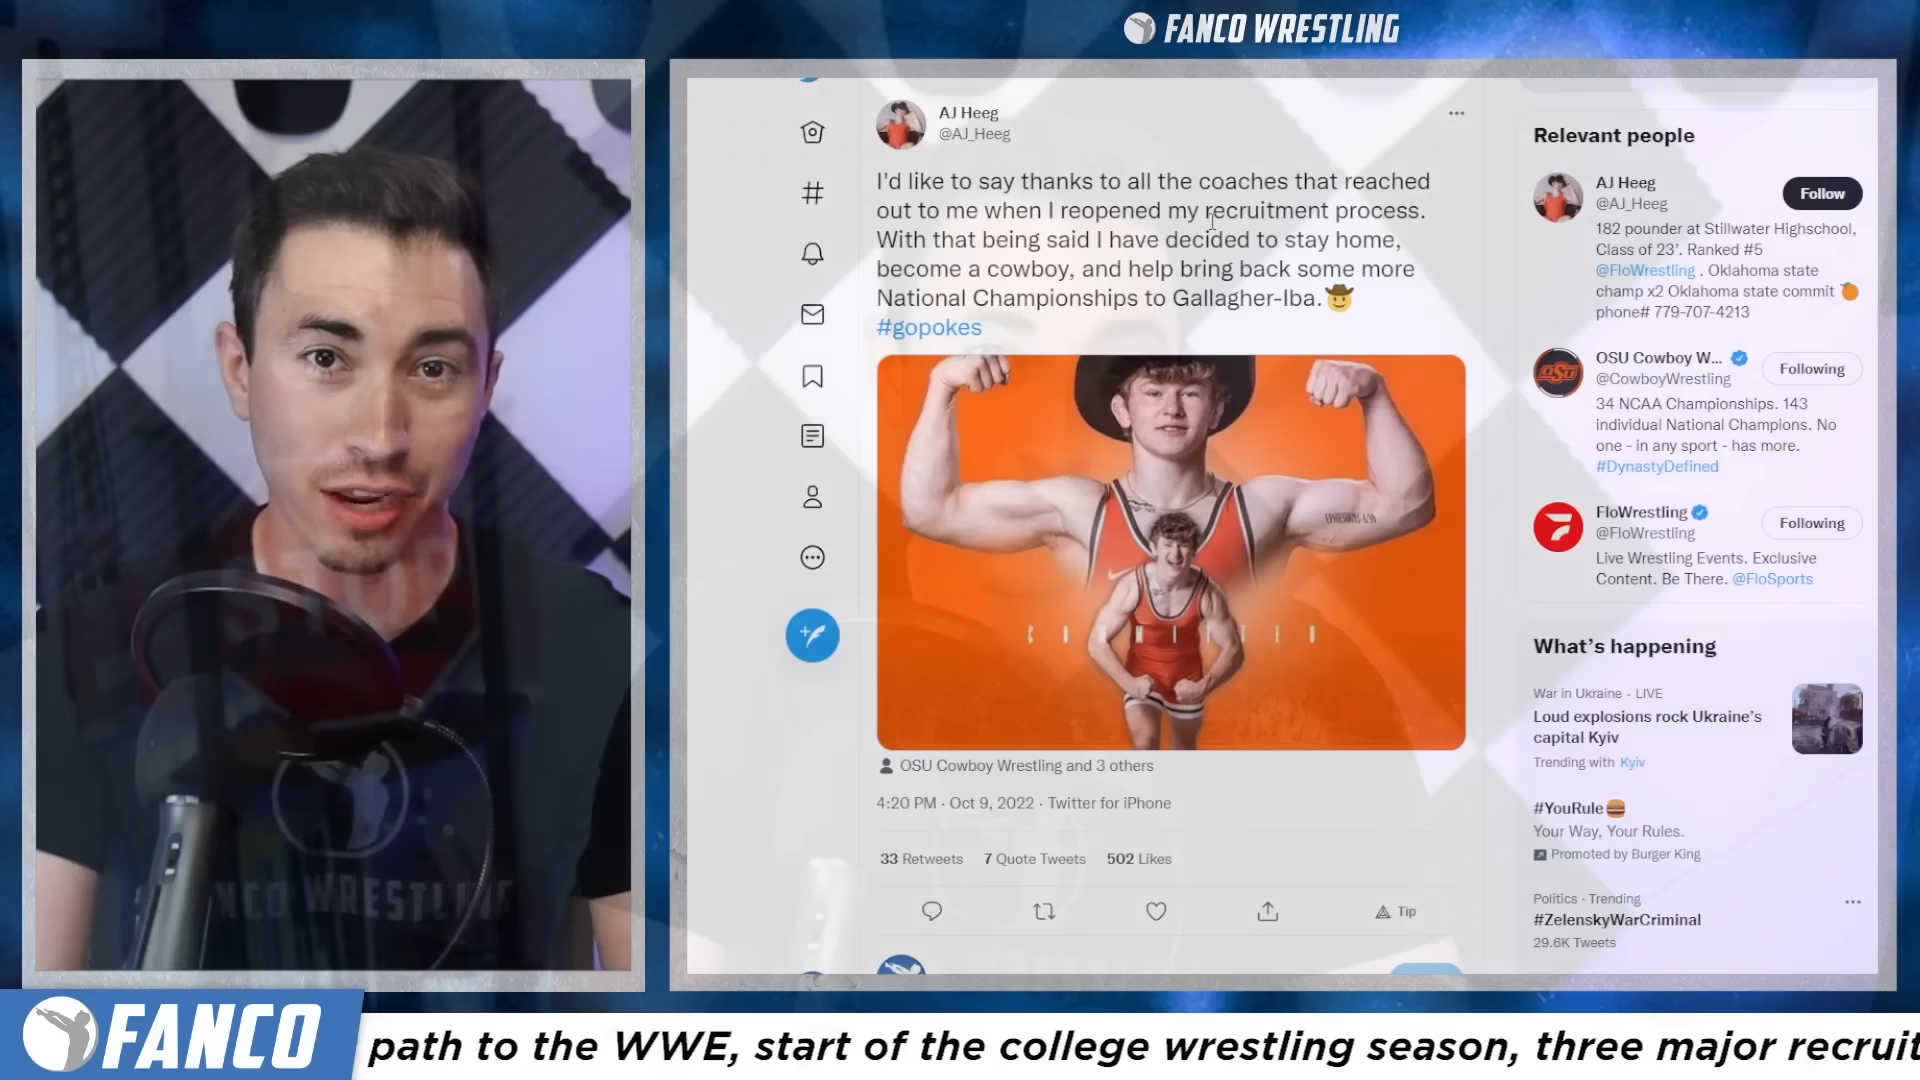 FANCO WRESTLING
AJ Heeg
@AJ_Heeg
I'd like to say thanks to all the coaches that reached
out to me when I reopened my recruitment process.
With that being said I have decided to stay home,
become a cowboy, and help bring back some more
National Championships to Gallagher-Iba.🤠
#gopokes
EPHESIANS 6:10
COMMITTED
OSU Cowboy Wrestling and 3 others
4:20 PM · Oct 9, 2022 · Twitter for iPhone
33 Retweets 7 Quote Tweets 502 Likes
Tip
Relevant people
AJ Heeg
@AJ_Heeg
Follow
182 pounder at Stillwater Highschool,
Class of 23'. Ranked #5
@FloWrestling . Oklahoma state
champ x2 Oklahoma state commit 🍊
phone# 779-707-4213
OSU Cowboy W...
@CowboyWrestling
Following
34 NCAA Championships. 143
individual National Champions. No
one - in any sport - has more.
#DynastyDefined
OSU
FloWrestling
@FloWrestling
Following
Live Wrestling Events. Exclusive
Content. Be There. @FloSports
What's happening
War in Ukraine · LIVE
Loud explosions rock Ukraine's
capital Kyiv
Trending with Kyiv
#YouRule🍔
Your Way, Your Rules.
Promoted by Burger King
Politics · Trending
#ZelenskyWarCriminal
29.6K Tweets
STOP
NCO WRESTLING
FANCO
path to the WWE, start of the college wrestling season, three major recruit